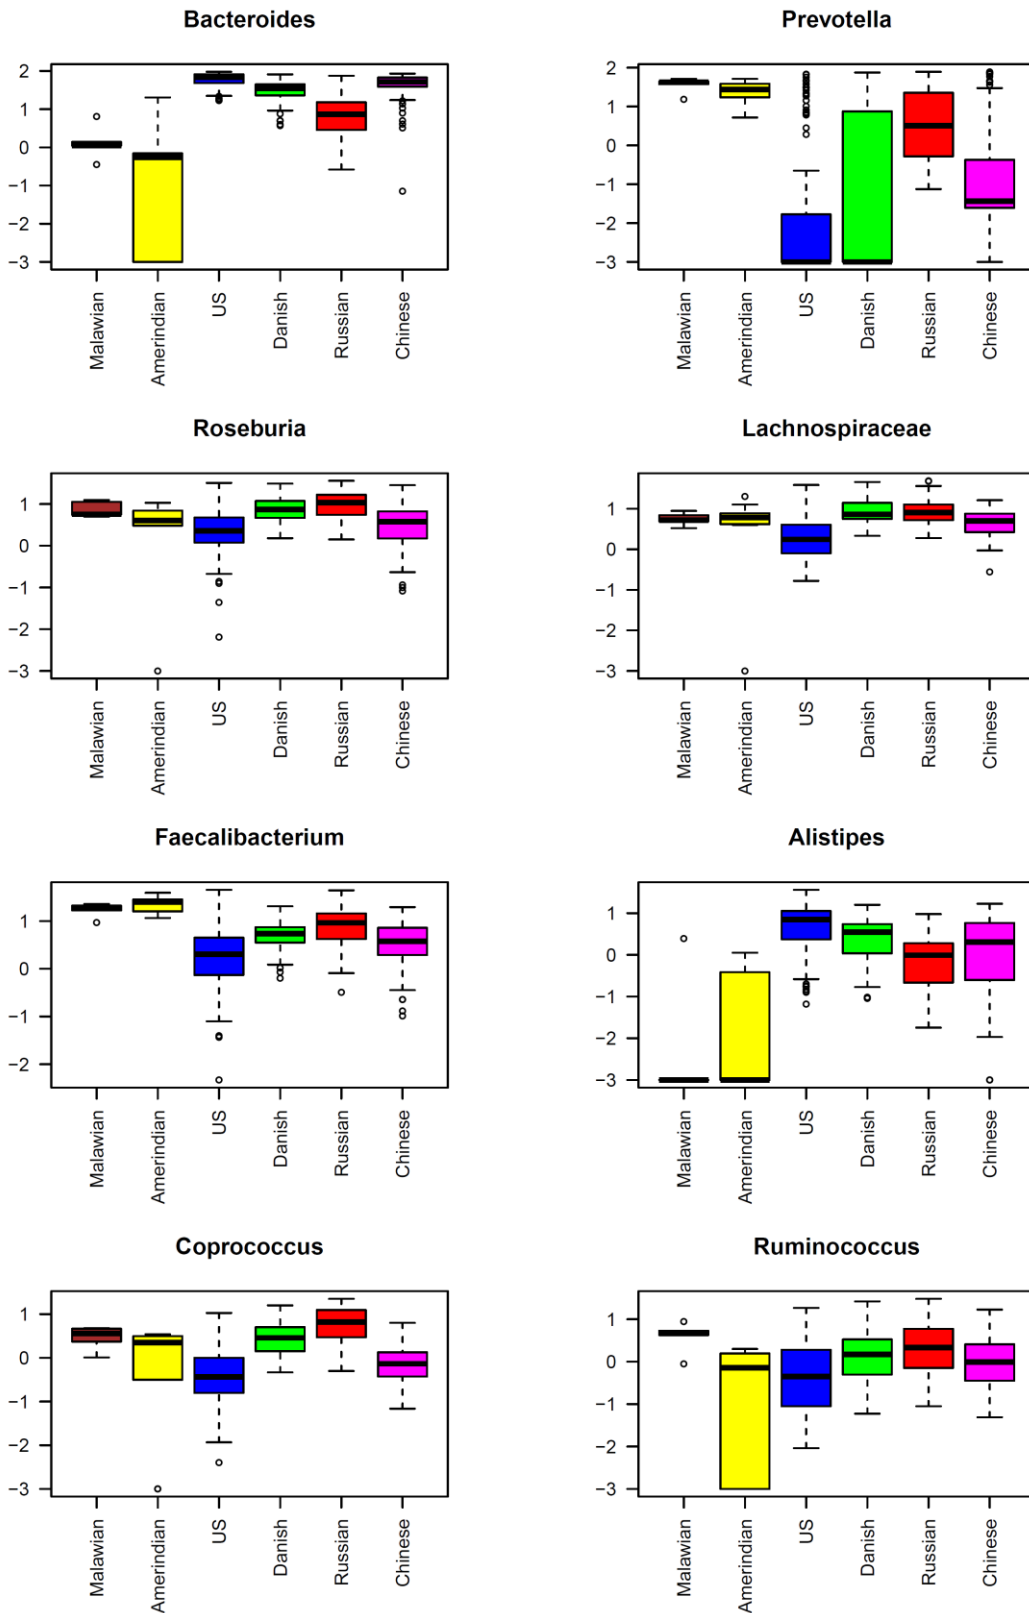 Bacteroides
2
1
0
−1
−2
−3
Malawian
Amerindian
US
Danish
Russian
Chinese
Prevotella
2
1
0
−1
−2
−3
Malawian
Amerindian
US
Danish
Russian
Chinese
Roseburia
1
0
−1
−2
−3
Malawian
Amerindian
US
Danish
Russian
Chinese
Lachnospiraceae
1
0
−1
−2
−3
Malawian
Amerindian
US
Danish
Russian
Chinese
Faecalibacterium
1
0
−1
−2
Malawian
Amerindian
US
Danish
Russian
Chinese
Alistipes
1
0
−1
−2
−3
Malawian
Amerindian
US
Danish
Russian
Chinese
Coprococcus
1
0
−1
−2
−3
Malawian
Amerindian
US
Danish
Russian
Chinese
Ruminococcus
1
0
−1
−2
−3
Malawian
Amerindian
US
Danish
Russian
Chinese